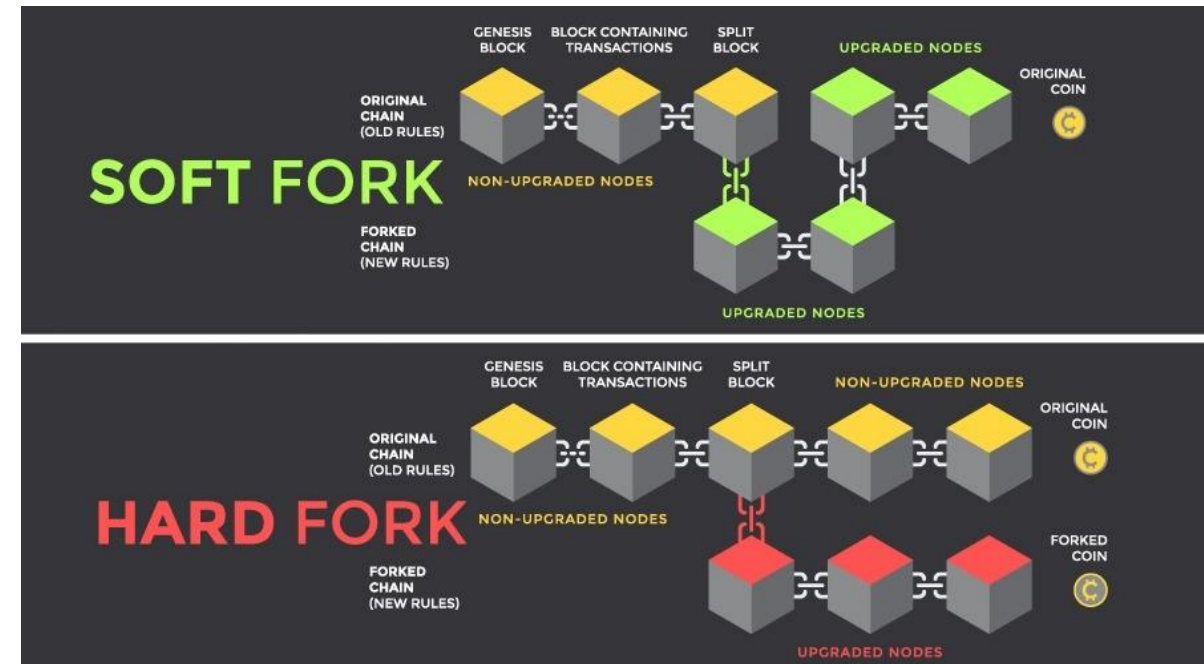 GENESIS
BLOCK
BLOCK CONTAINING
TRANSACTIONS
SPLIT
BLOCK
UPGRADED NODES
ORIGINAL
COIN
ORIGINAL
CHAIN
(OLD RULES)
SOFT FORK
NON-UPGRADED NODES
FORKED
CHAIN
(NEW RULES)
UPGRADED NODES
GENESIS
BLOCK
BLOCK CONTAINING
TRANSACTIONS
SPLIT
BLOCK
NON-UPGRADED NODES
ORIGINAL
COIN
ORIGINAL
CHAIN
(OLD RULES)
HARD FORK
NON-UPGRADED NODES
FORKED
COIN
FORKED
CHAIN
(NEW RULES)
UPGRADED NODES